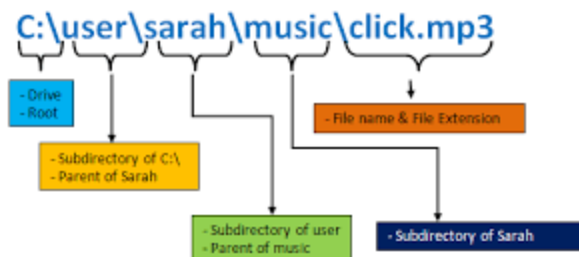 C:\user\sarah\music\click.mp3
- Drive
- Root
- File name & File Extension
- Subdirectory of C:\
- Parent of Sarah
- Subdirectory of user
- Parent of music
- Subdirectory of Sarah